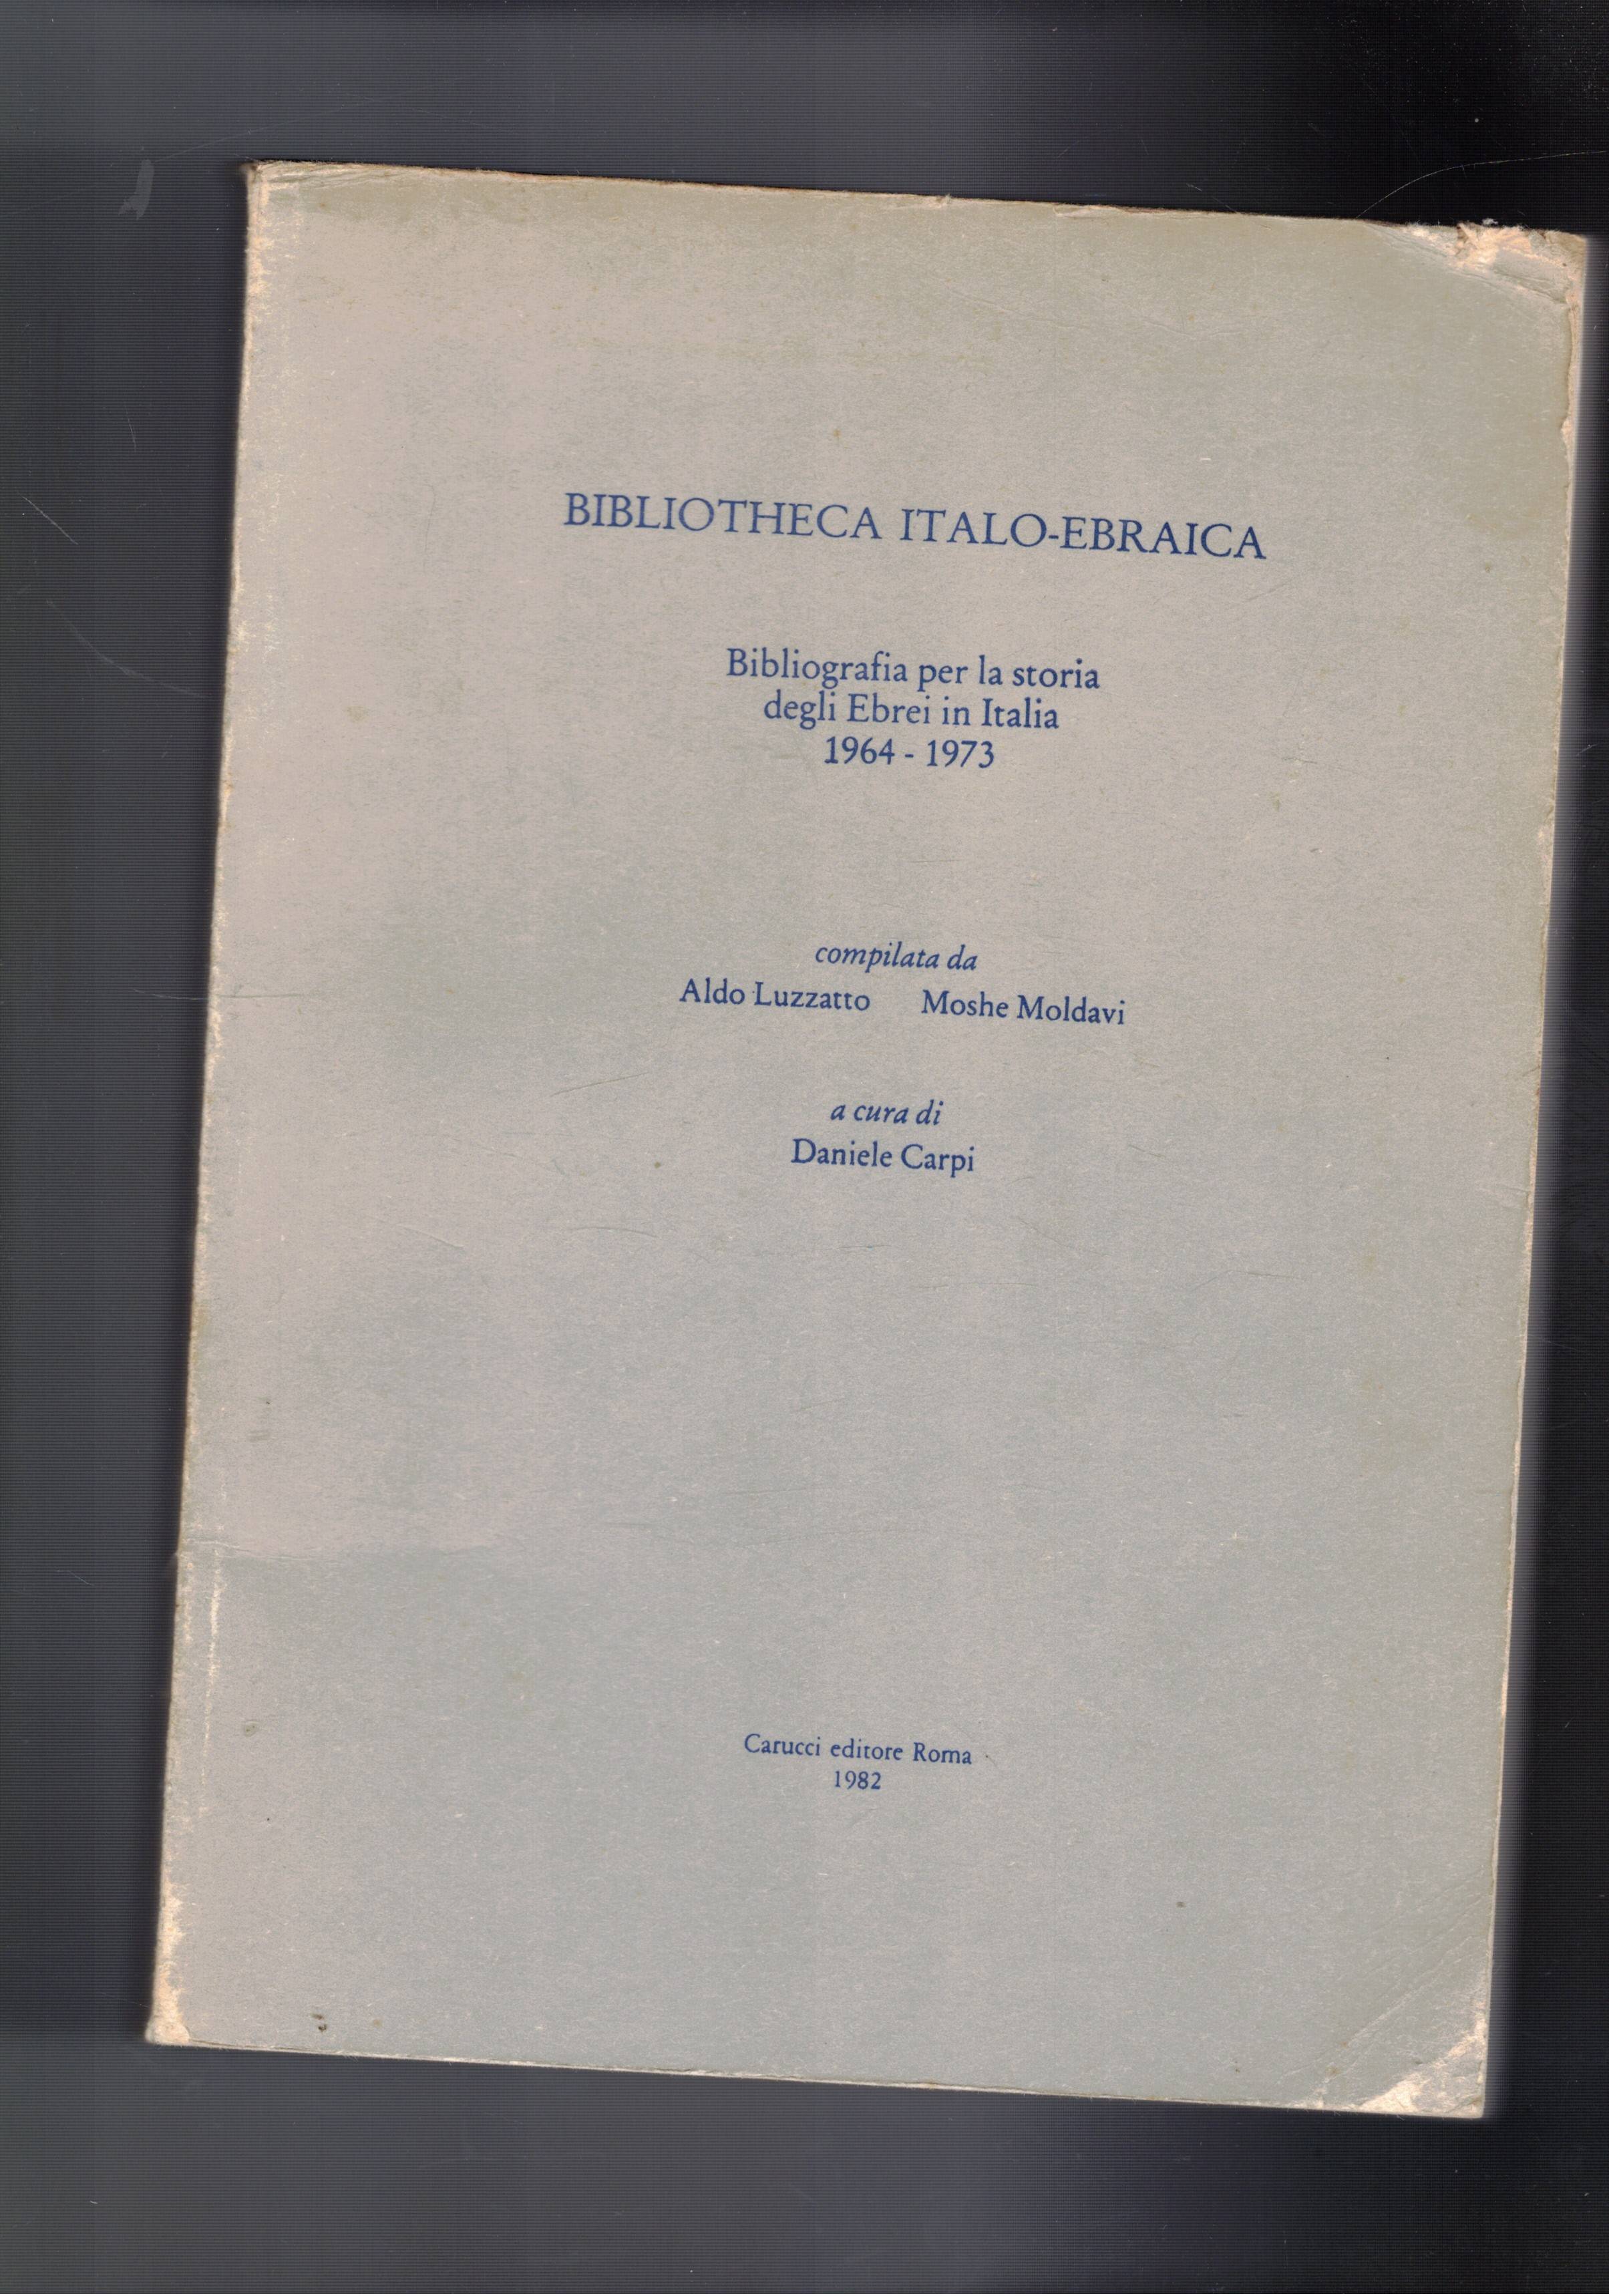 BIBLIOTHECA ITALO-EBRAICA
Bibliografia per la storia
degli Ebrei in Italia
1964 - 1973
compilata da
Aldo Luzzatto Moshe Moldavi
a cura di
Daniele Carpi
Carucci editore Roma
1982